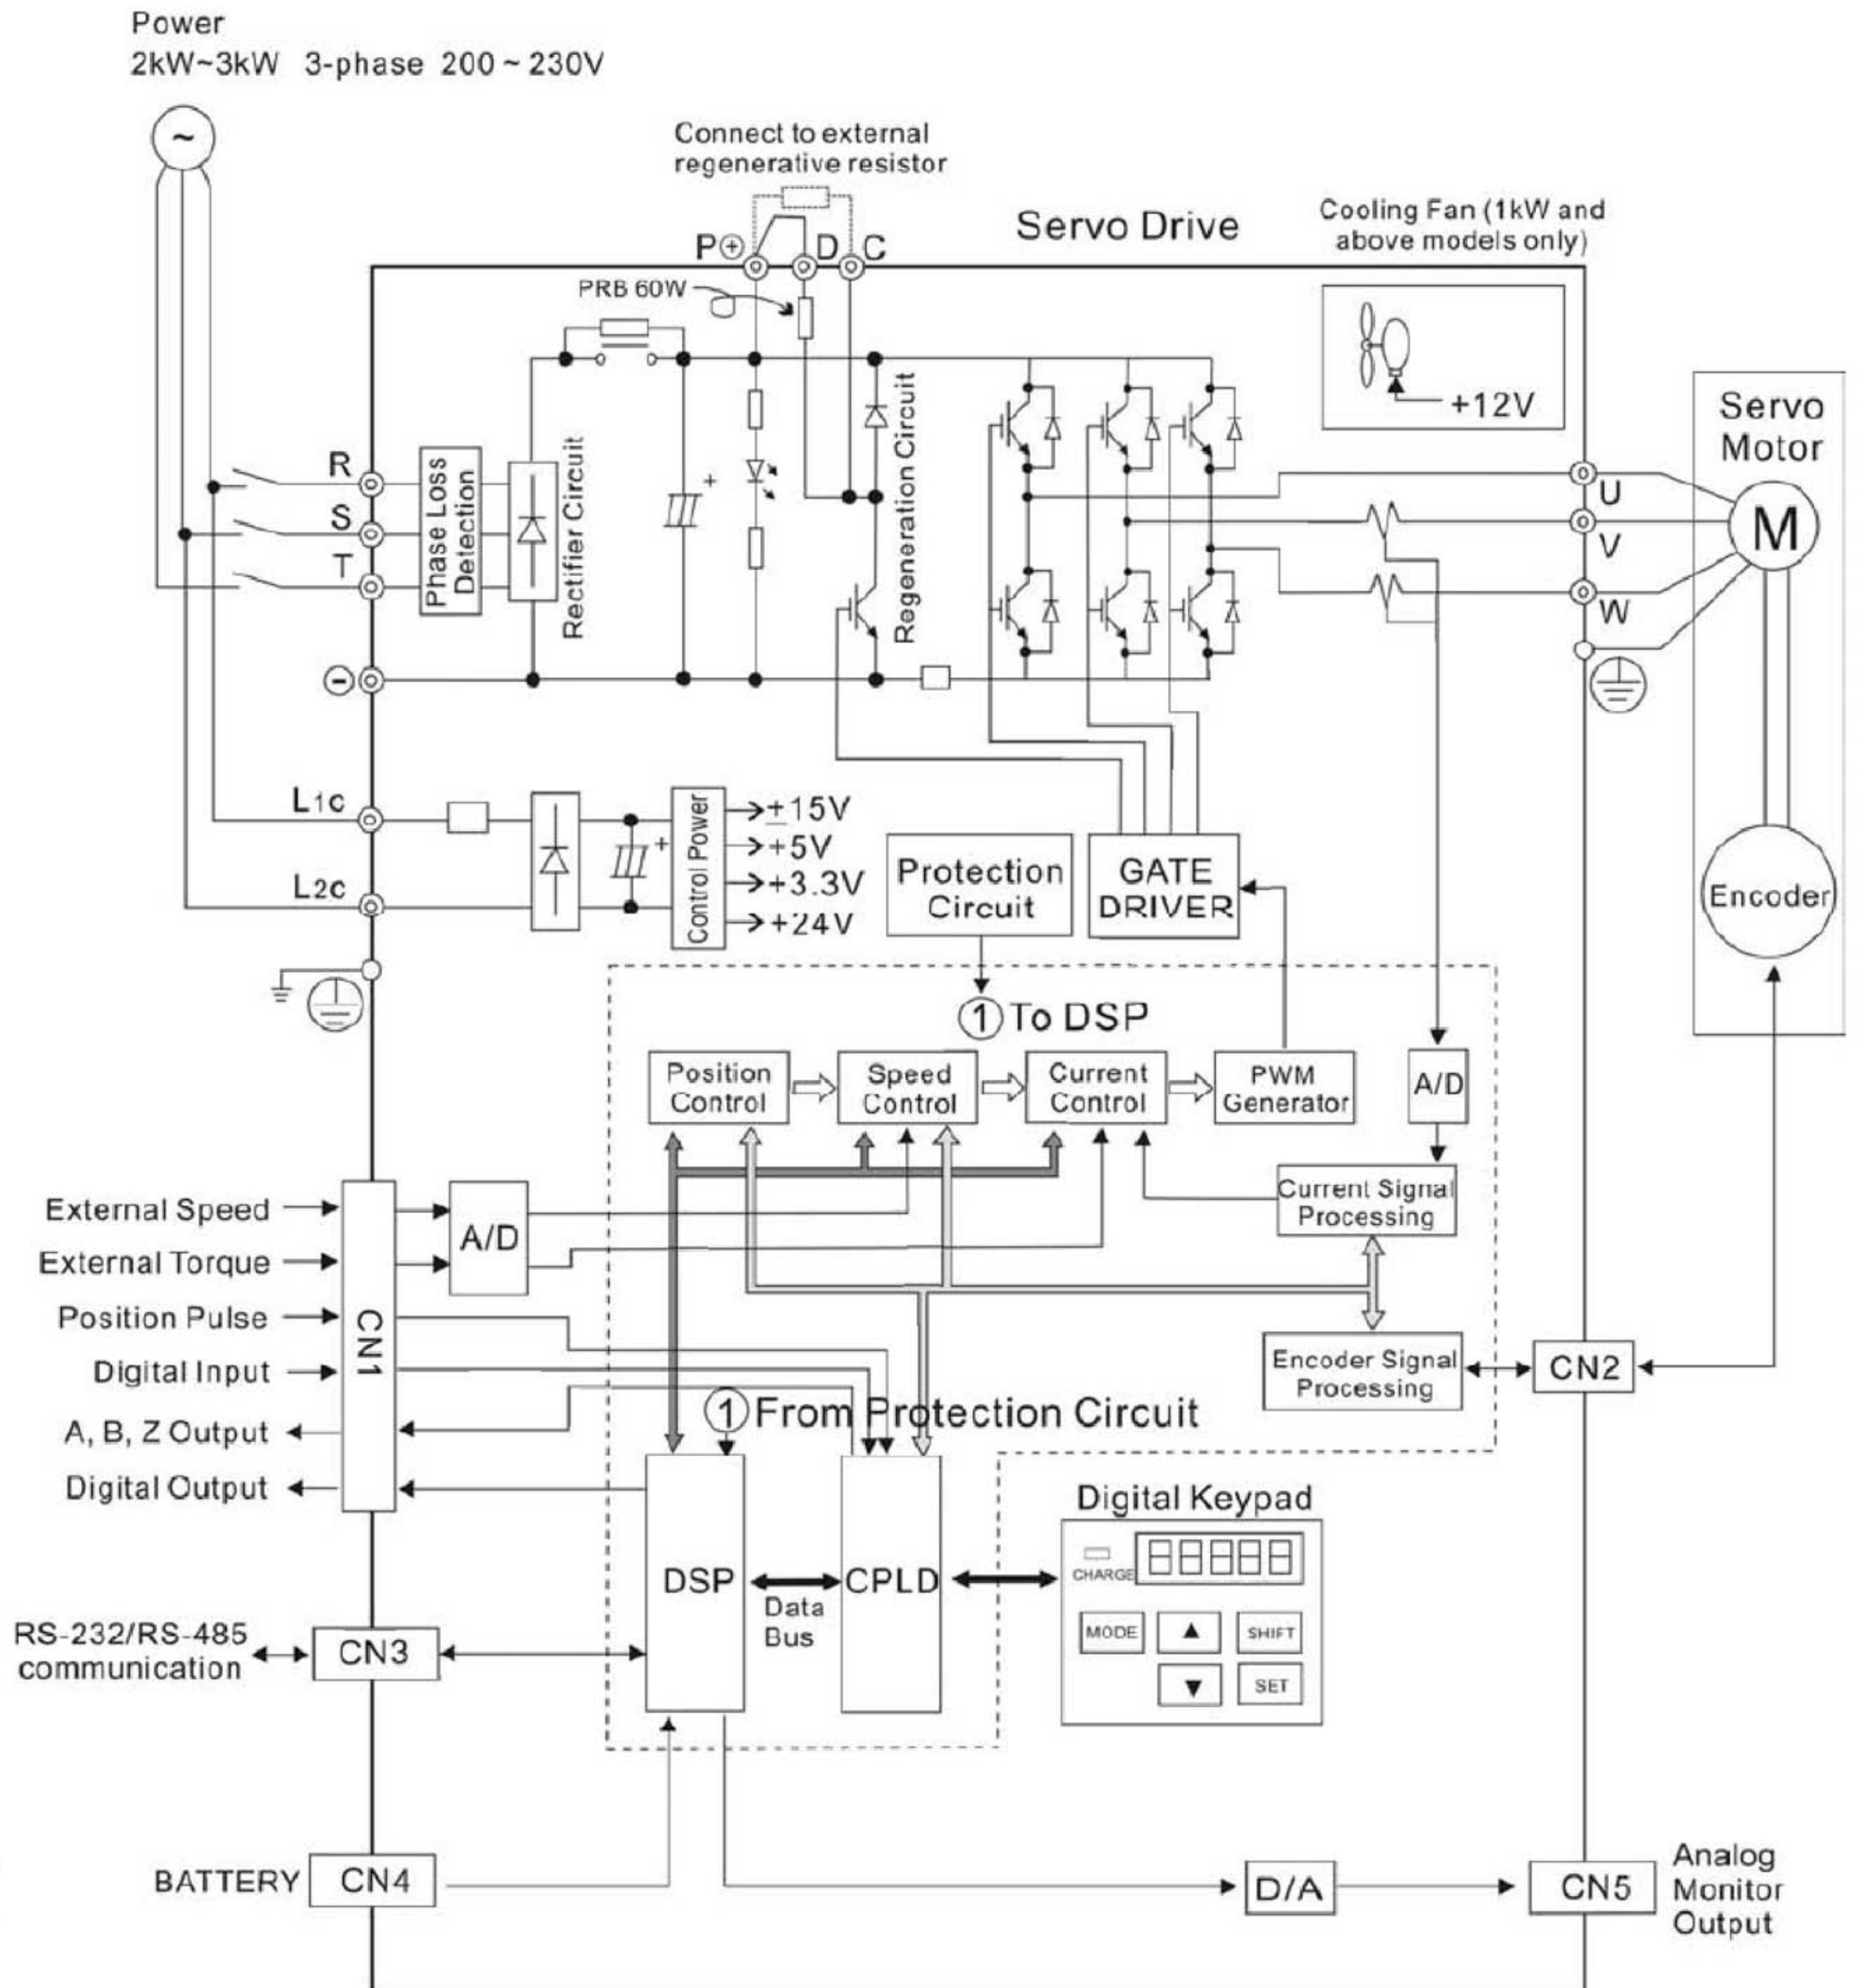 Power
2kW~3kW 3-phase 200 ~ 230V
~
Connect to external
regenerative resistor
P⊕ D C
Servo Drive
Cooling Fan (1kW and
above models only)
PRB 60W
+12V
Servo
Motor
R
S
T
Phase Loss
Detection
Rectifier Circuit
+
Regeneration Circuit
U
V
W
M
⊖
L1c
L2c
+
Control Power
±15V
+5V
+3.3V
+24V
Protection
Circuit
GATE
DRIVER
Encoder
① To DSP
Position
Control
Speed
Control
Current
Control
PWM
Generator
A/D
External Speed
External Torque
Position Pulse
Digital Input
A, B, Z Output
Digital Output
CN1
A/D
Current Signal
Processing
Encoder Signal
Processing
CN2
① From Protection Circuit
DSP
Data
Bus
CPLD
Digital Keypad
CHARGE
88888
MODE
▲
SHIFT
▼
SET
RS-232/RS-485
communication
CN3
BATTERY
CN4
D/A
CN5
Analog
Monitor
Output